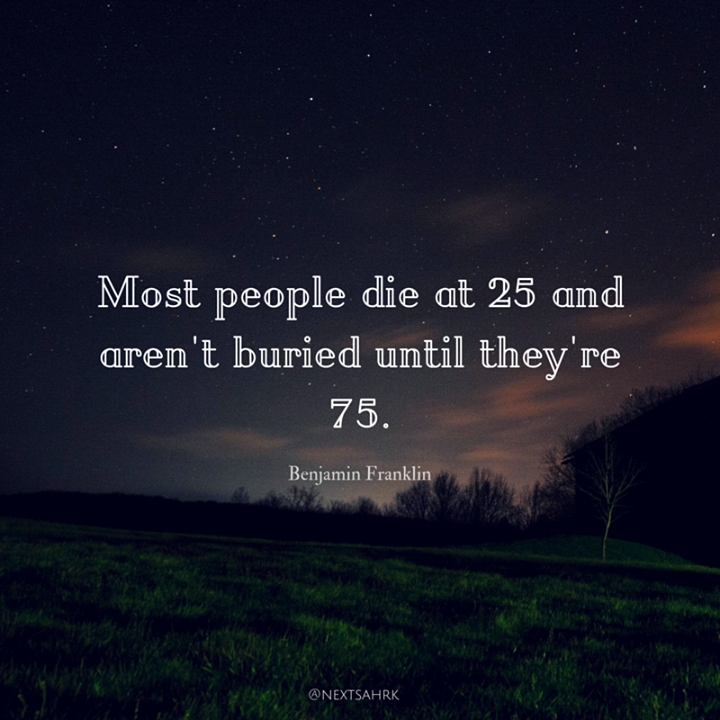 Most people die at 25 and
aren't buried until they're
75.
Benjamin Franklin
@NEXTSAHRK